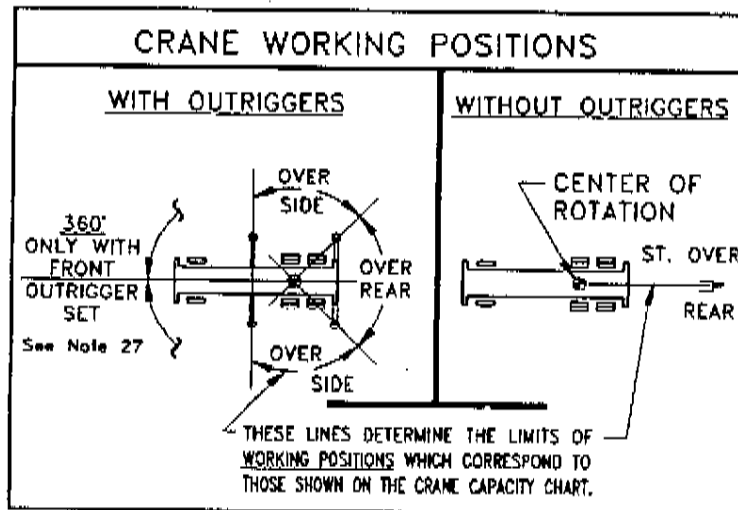 CRANE WORKING POSITIONS
WITH OUTRIGGERS
360°
ONLY WITH
FRONT
OUTRIGGER
SET
See Note 27
OVER
SIDE
OVER
REAR
OVER
SIDE
WITHOUT OUTRIGGERS
CENTER OF
ROTATION
ST. OVER
REAR
THESE LINES DETERMINE THE LIMITS OF
WORKING POSITIONS WHICH CORRESPOND TO
THOSE SHOWN ON THE CRANE CAPACITY CHART.